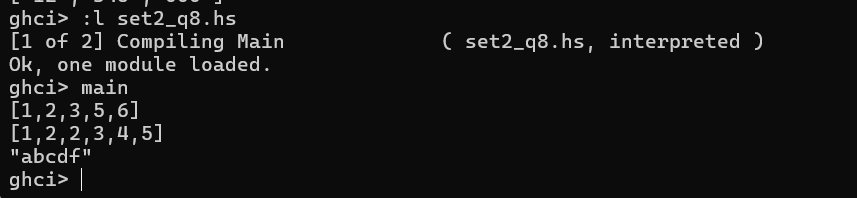 ghci> :l set2_q8.hs
[1 of 2] Compiling Main             ( set2_q8.hs, interpreted )
Ok, one module loaded.
ghci> main
[1,2,3,5,6]
[1,2,2,3,4,5]
"abcdf"
ghci>